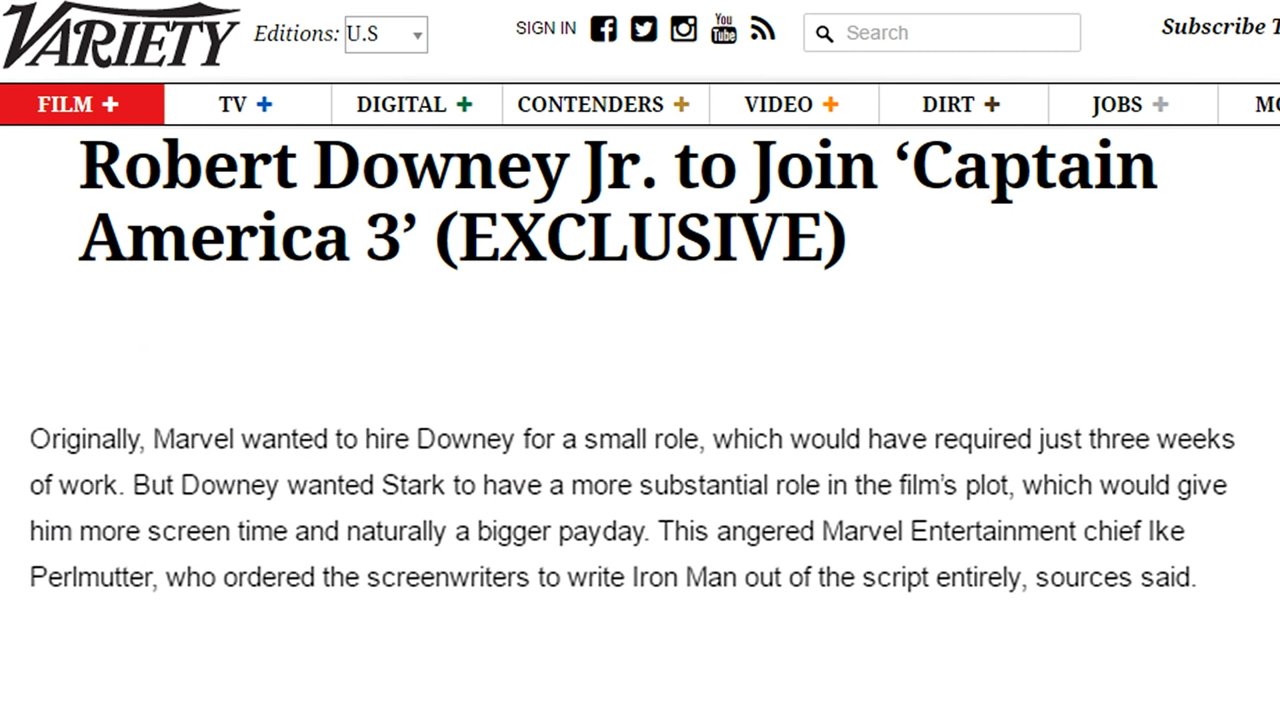 VARIETY Editions: U.S SIGN IN You Tube Search Subscribe T
FILM + TV + DIGITAL + CONTENDERS + VIDEO + DIRT + JOBS + MO
Robert Downey Jr. to Join ‘Captain
America 3’ (EXCLUSIVE)
Originally, Marvel wanted to hire Downey for a small role, which would have required just three weeks
of work. But Downey wanted Stark to have a more substantial role in the film’s plot, which would give
him more screen time and naturally a bigger payday. This angered Marvel Entertainment chief Ike
Perlmutter, who ordered the screenwriters to write Iron Man out of the script entirely, sources said.